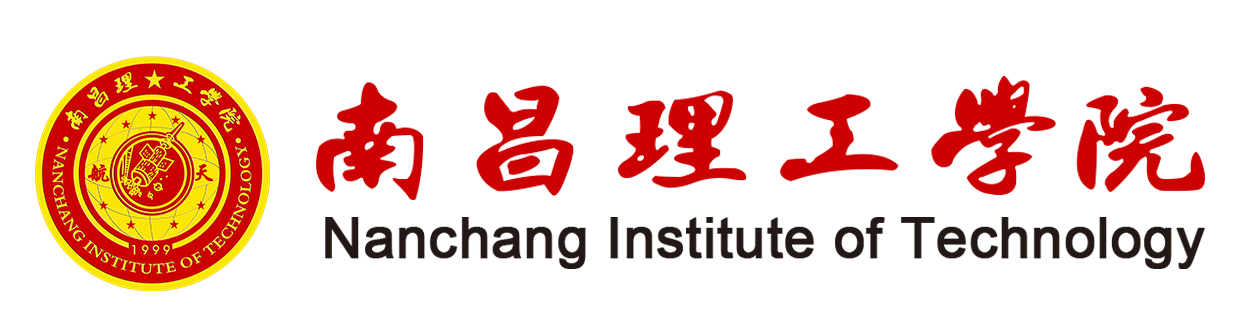 南昌理★工學院
航天
1999
·NANCHANG INSTITUTE OF TECHNOLOGY·
南昌理工學院
Nanchang Institute of Technology